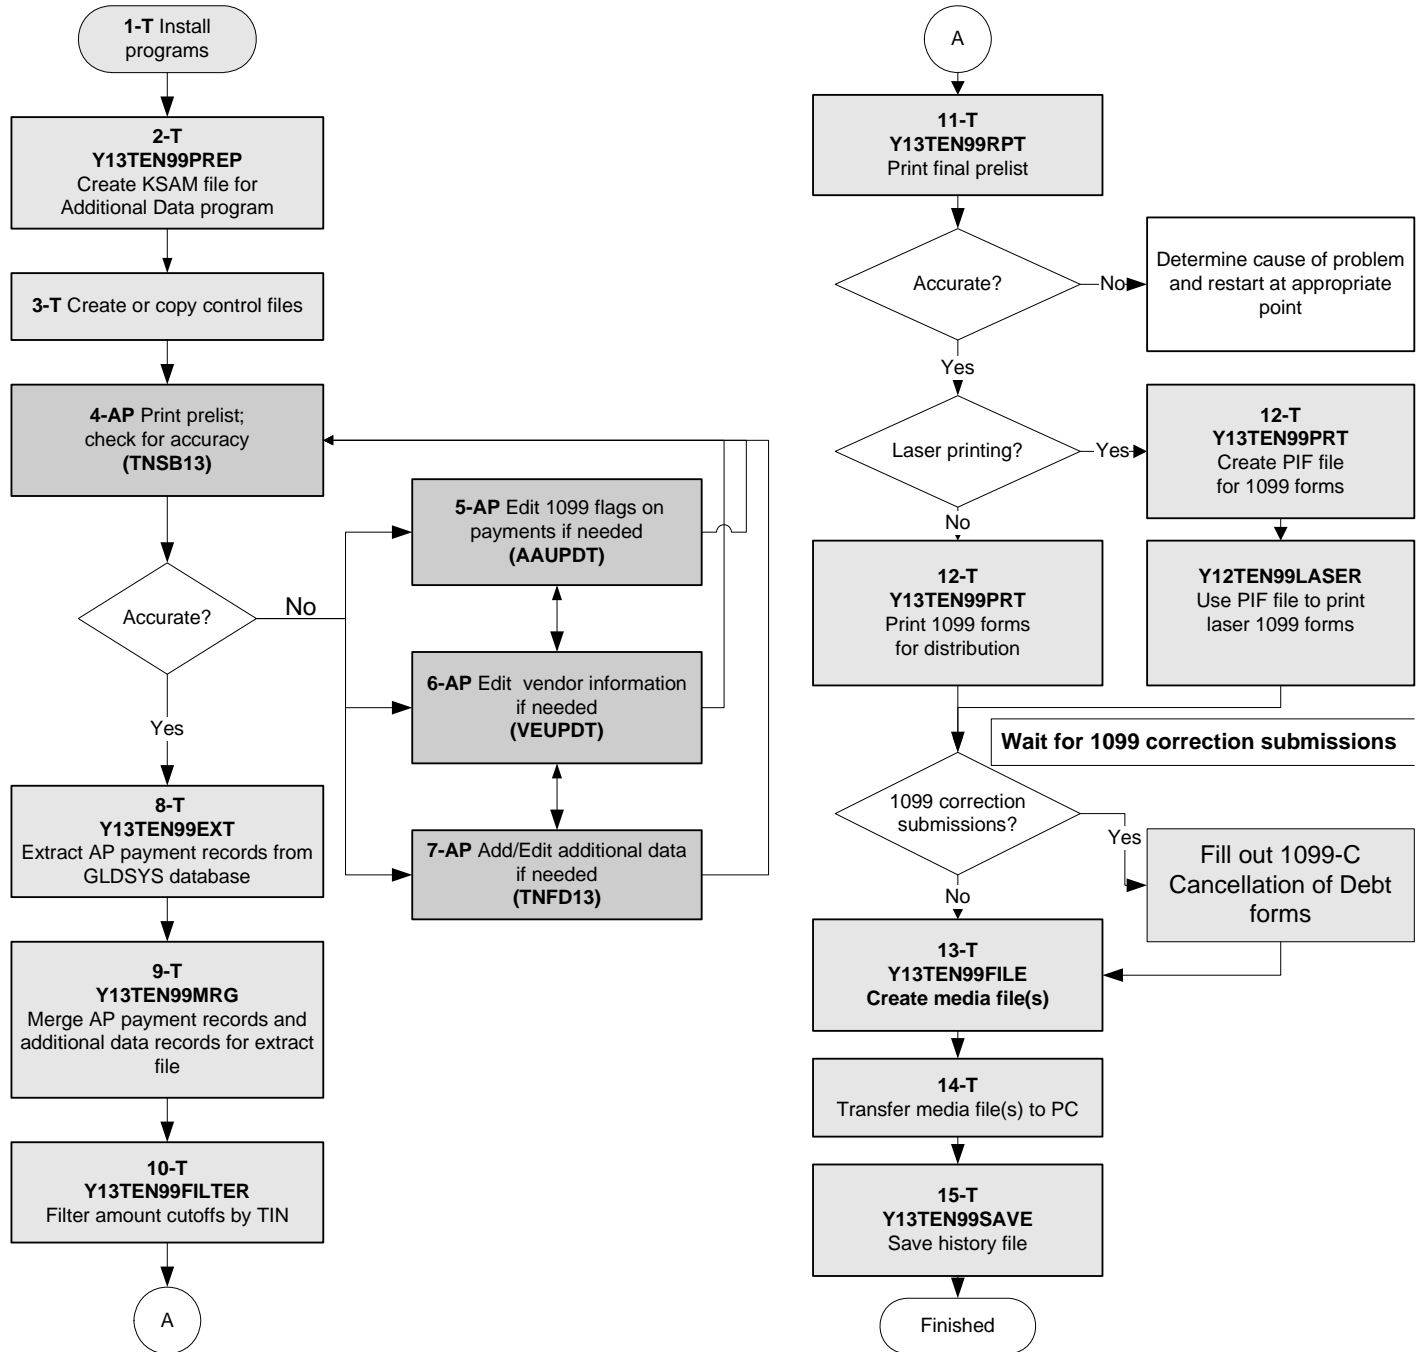 1-T Install
programs
2-T
Y13TEN99PREP
Create KSAM file for
Additional Data program
3-T Create or copy control files
4-AP Print prelist;
check for accuracy
(TNSB13)
Accurate?
No
Yes
5-AP Edit 1099 flags on
payments if needed
(AAUPDT)
6-AP Edit vendor information
if needed
(VEUPDT)
7-AP Add/Edit additional data
if needed
(TNFD13)
8-T
Y13TEN99EXT
Extract AP payment records from
GLDSYS database
9-T
Y13TEN99MRG
Merge AP payment records and
additional data records for extract
file
10-T
Y13TEN99FILTER
Filter amount cutoffs by TIN
A
A
11-T
Y13TEN99RPT
Print final prelist
Accurate?
No
Determine cause of problem
and restart at appropriate
point
Yes
Laser printing?
Yes
12-T
Y13TEN99PRT
Create PIF file
for 1099 forms
No
12-T
Y13TEN99PRT
Print 1099 forms
for distribution
Y12TEN99LASER
Use PIF file to print
laser 1099 forms
Wait for 1099 correction submissions
1099 correction
submissions?
Yes
Fill out 1099-C
Cancellation of Debt
forms
No
13-T
Y13TEN99FILE
Create media file(s)
14-T
Transfer media file(s) to PC
15-T
Y13TEN99SAVE
Save history file
Finished